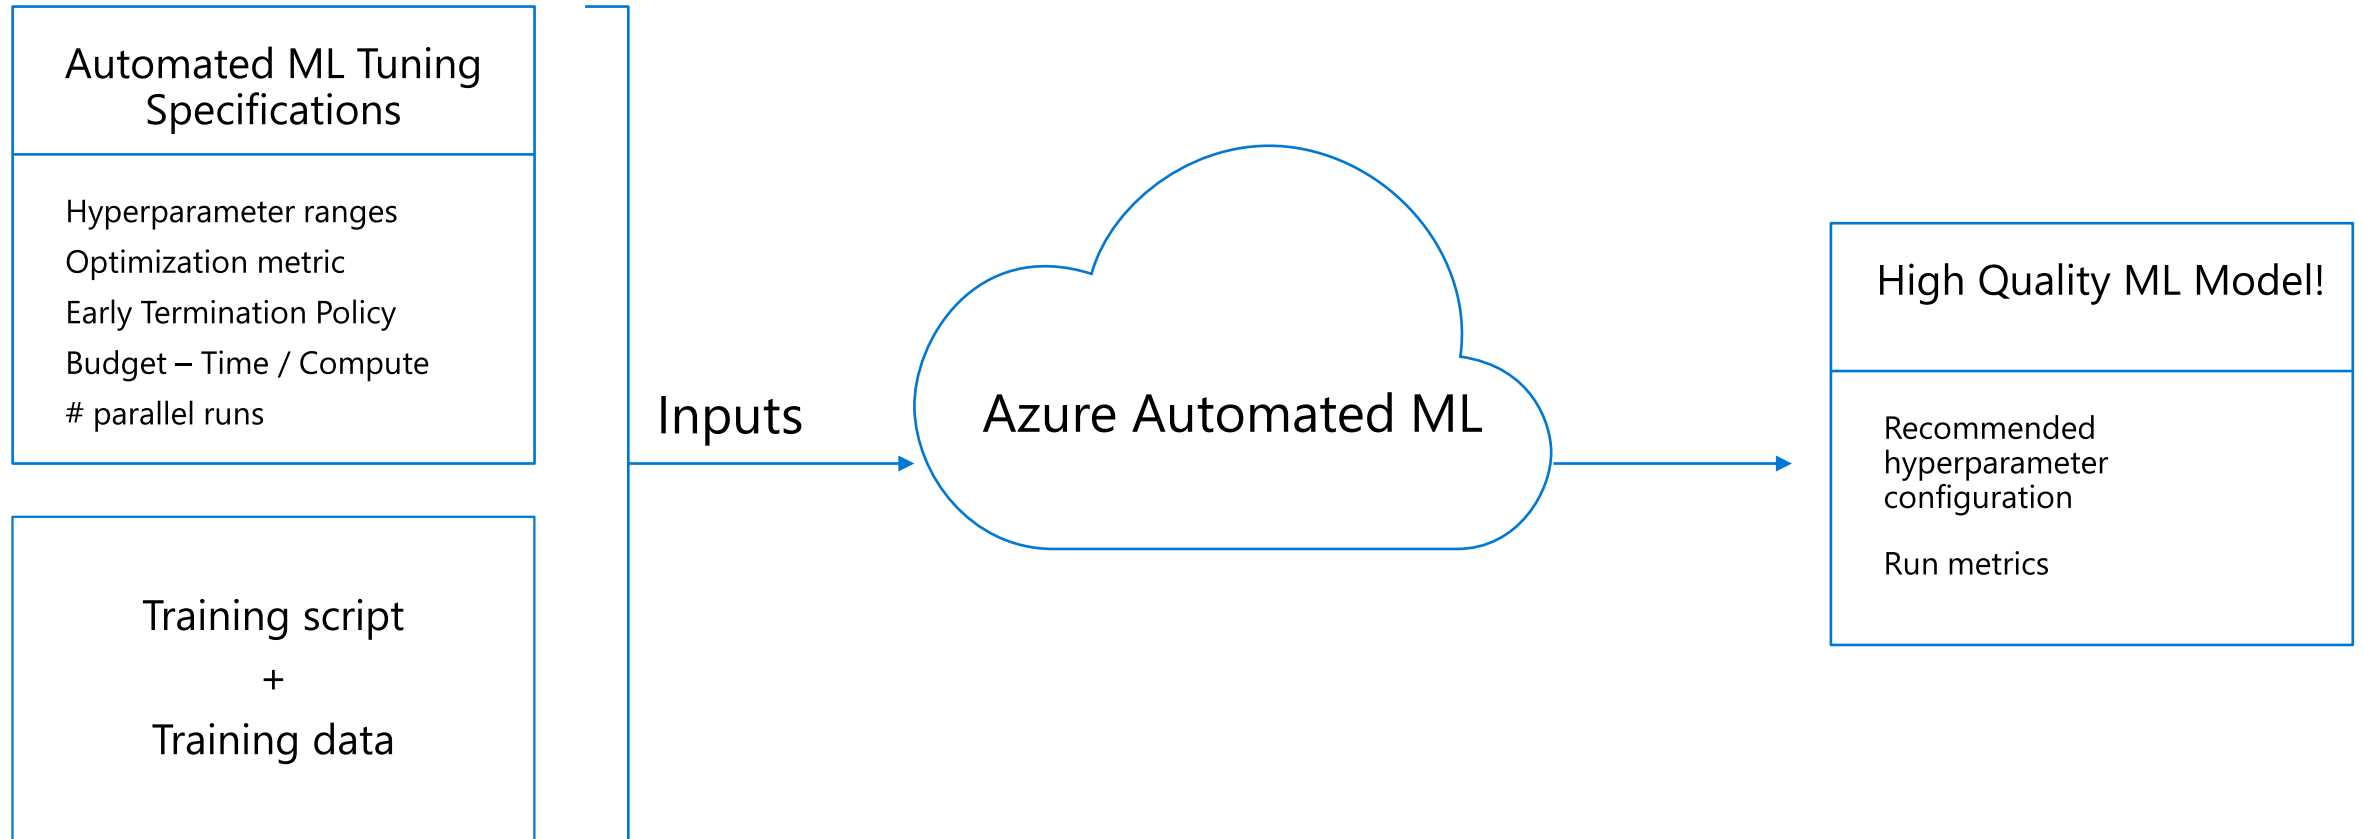 Automated ML Tuning
Specifications
Hyperparameter ranges
Optimization metric
Early Termination Policy
Budget – Time / Compute
# parallel runs
Training script
+
Training data
Inputs
Azure Automated ML
High Quality ML Model!
Recommended
hyperparameter
configuration
Run metrics